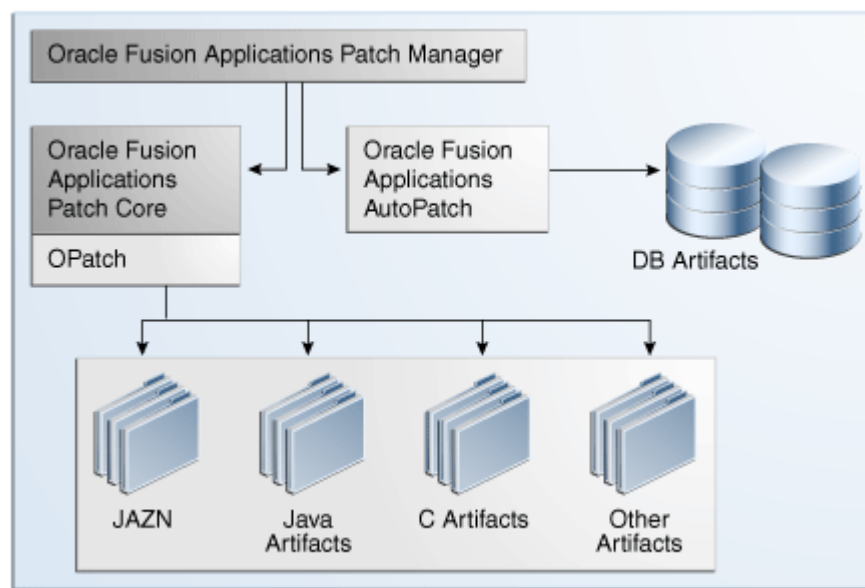 Oracle Fusion Applications Patch Manager
Oracle Fusion
Applications
Patch Core
OPatch
Oracle Fusion
Applications
AutoPatch
DB Artifacts
JAZN
Java
Artifacts
C Artifacts
Other
Artifacts